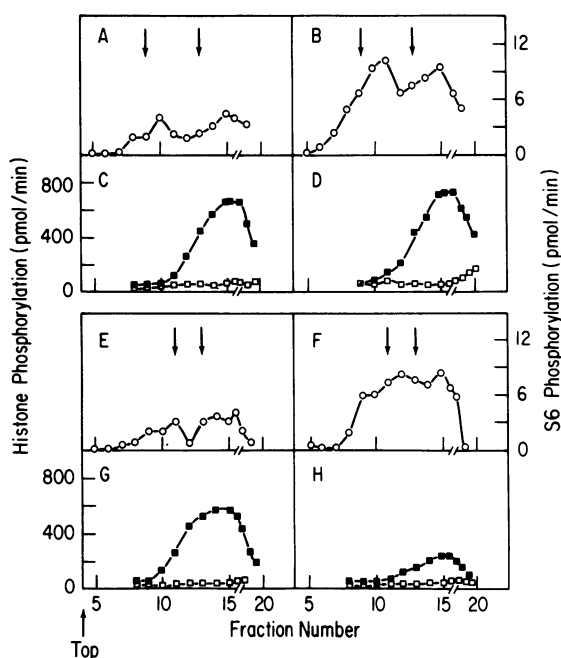 A
B
12
6
0
C
D
800
400
0
E
F
12
6
0
G
H
800
400
0
5 10 15 20 5 10 15 20
Fraction Number
Top
Histone Phosphorylation (pmol/min)
S6 Phosphorylation (pmol/min)